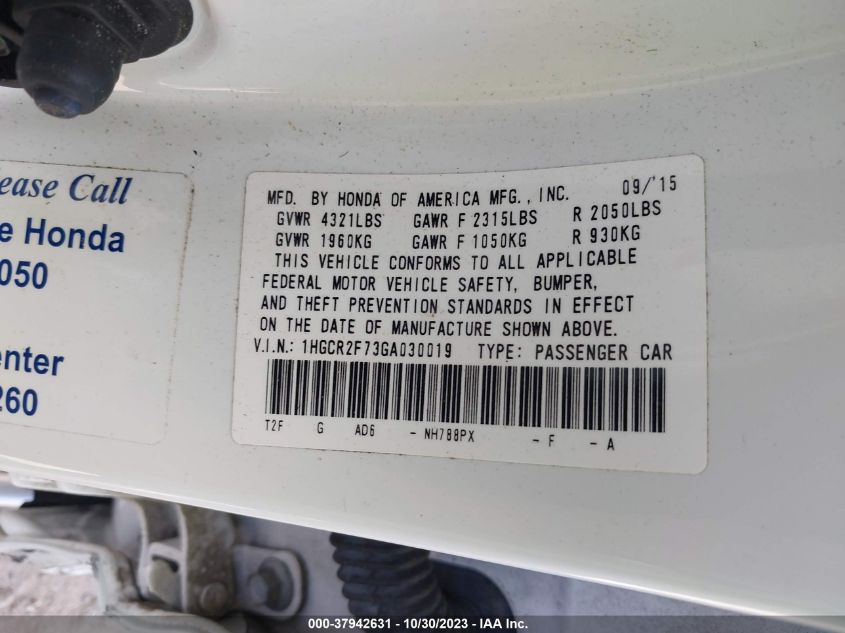 ease Call
e Honda
050
enter
260
MFD. BY HONDA OF AMERICA MFG., INC. 09/'15
GVWR 4321LBS GAWR F 2315LBS R 2050LBS
GVWR 1960KG GAWR F 1050KG R 930KG
THIS VEHICLE CONFORMS TO ALL APPLICABLE
FEDERAL MOTOR VEHICLE SAFETY, BUMPER,
AND THEFT PREVENTION STANDARDS IN EFFECT
ON THE DATE OF MANUFACTURE SHOWN ABOVE.
V.I.N.: 1HGCR2F73GA030019 TYPE: PASSENGER CAR
T2F G AD6 - NH788PX - F - A
000-37942631 - 10/30/2023 - IAA Inc.